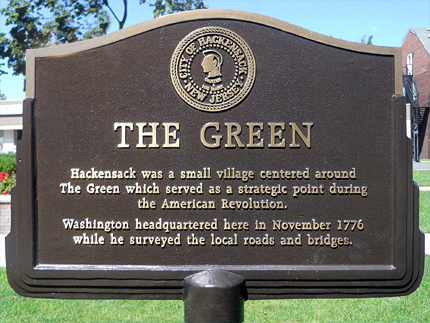 CITY OF HACKENSACK
NEW JERSEY
THE GREEN
Hackensack was a small village centered around
The Green which served as a strategic point during
the American Revolution.
Washington headquartered here in November 1776
while he surveyed the local roads and bridges.